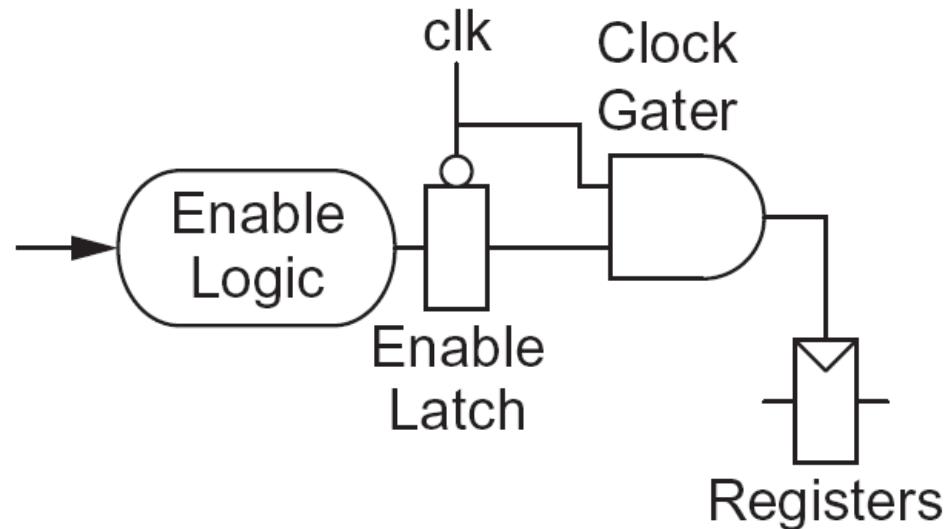 clk
Clock
Gater
Enable
Logic
Enable
Latch
Registers